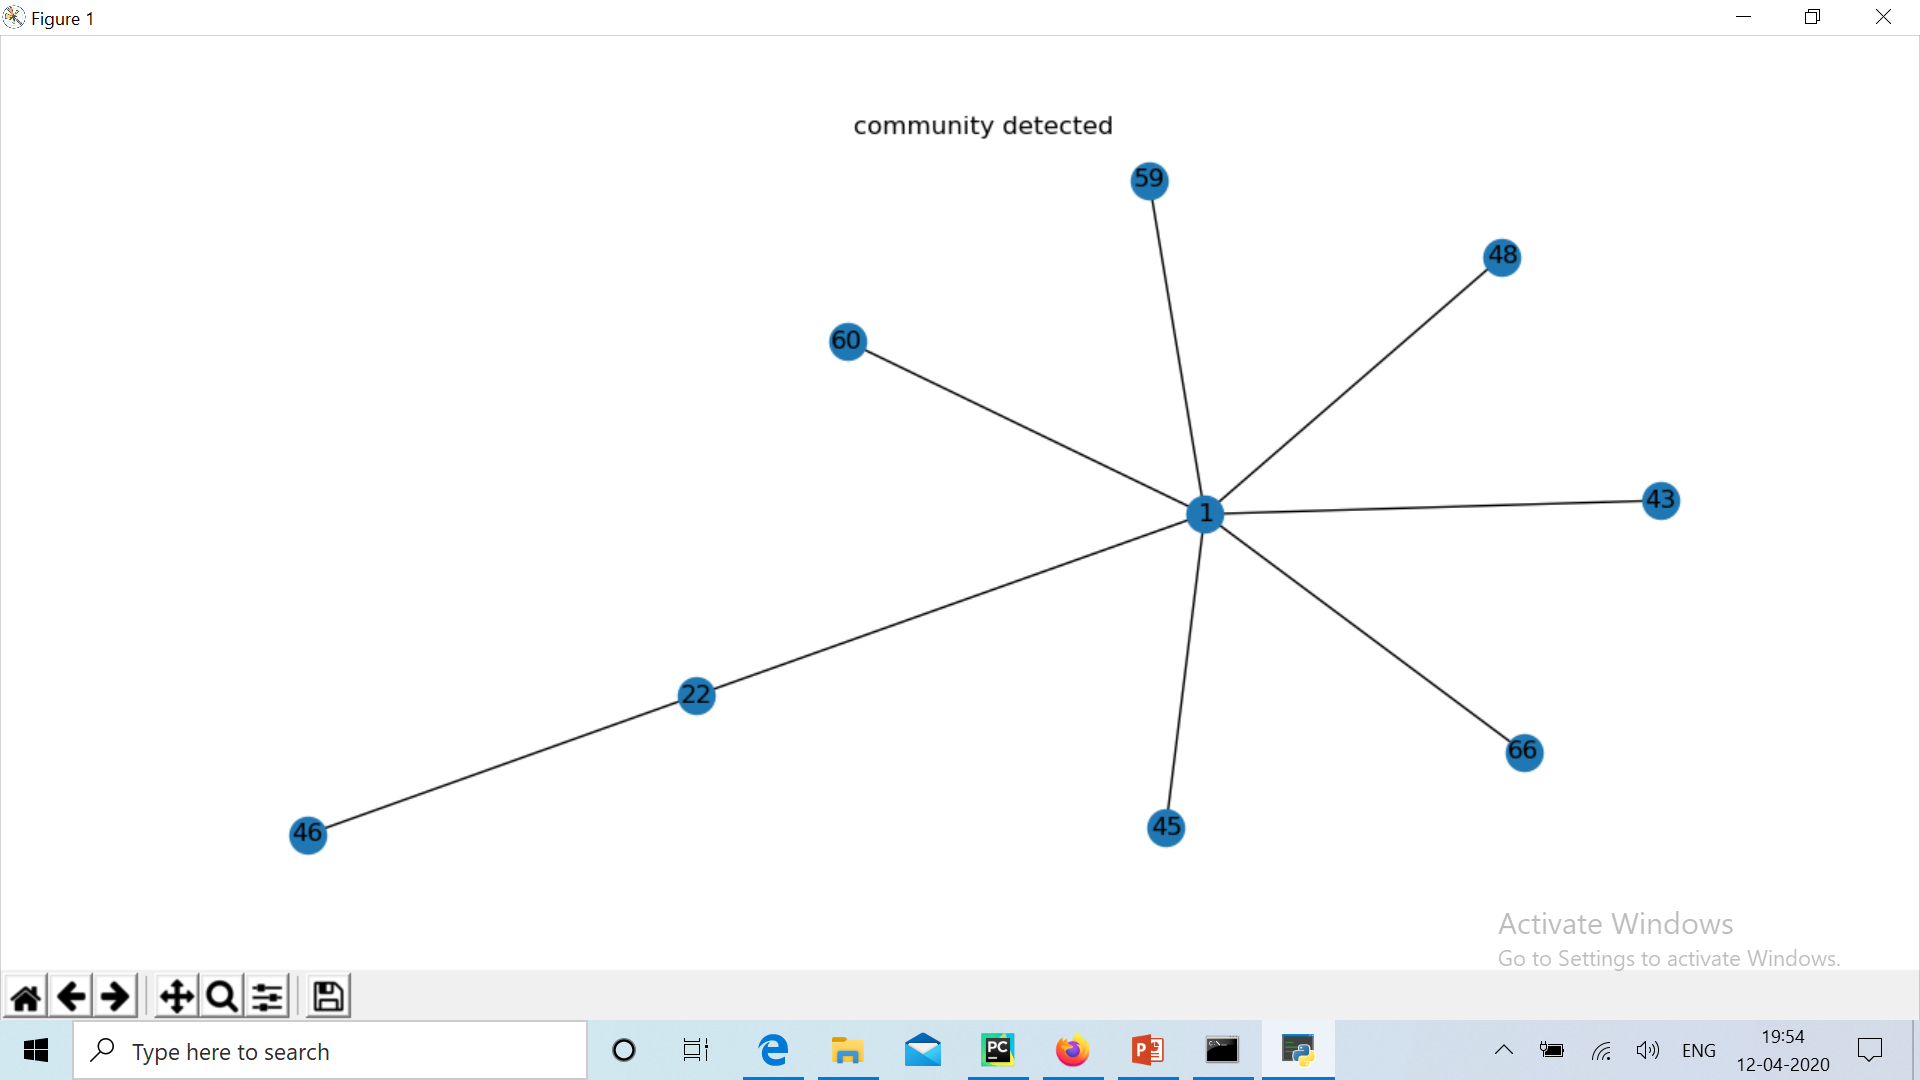 Figure 1
community detected
59
48
60
43
1
22
66
45
46
Activate Windows
Go to Settings to activate Windows.
Type here to search
PC
P
C:\
ENG
19:54
12-04-2020